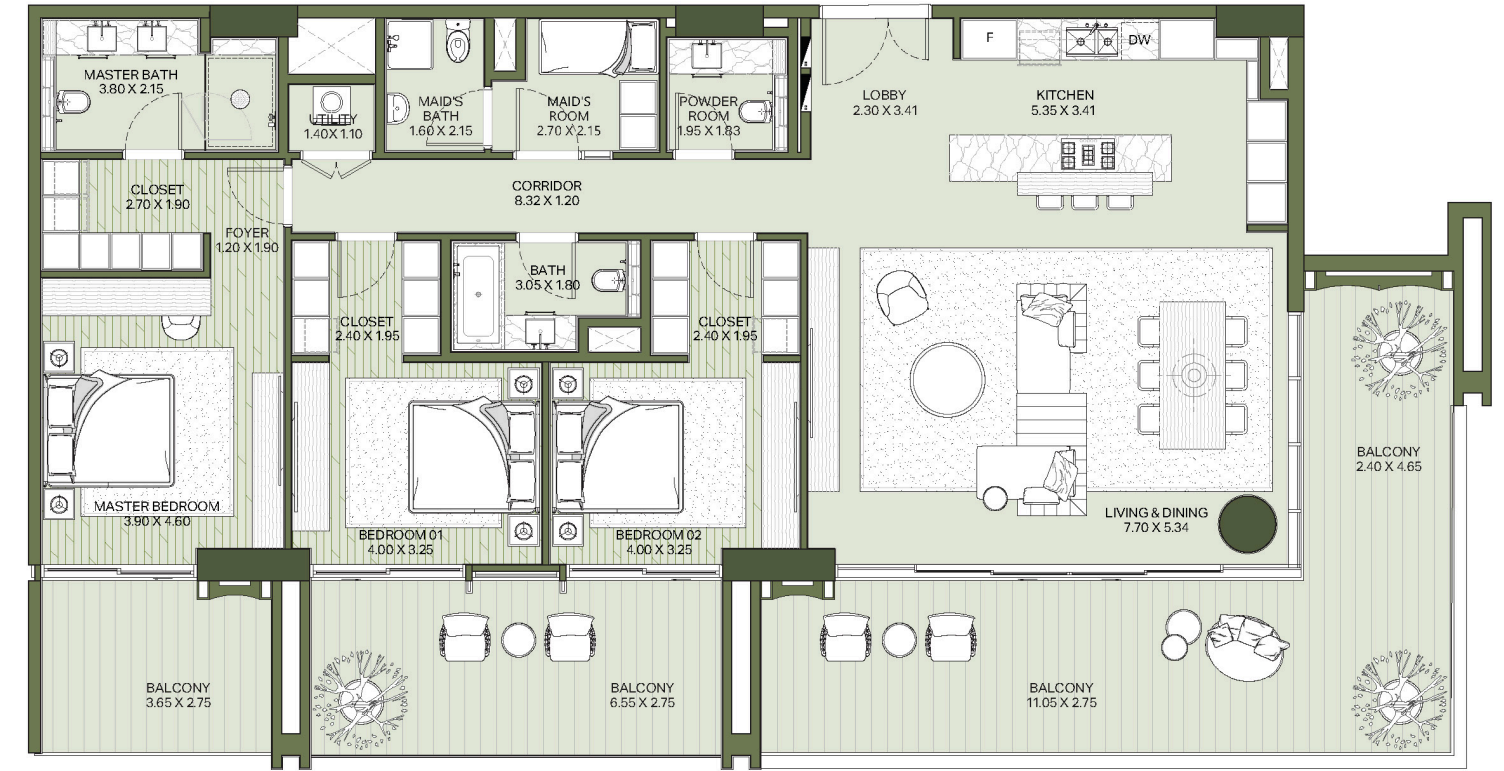 MASTER BATH
3.80 X 2.15
UTILITY
1.40 X 1.10
MAID'S
BATH
1.60 X 2.15
MAID'S
ROOM
2.70 X 2.15
POWDER
ROOM
1.95 X 1.83
LOBBY
2.30 X 3.41
F
DW
KITCHEN
5.35 X 3.41
CLOSET
2.70 X 1.90
FOYER
1.20 X 1.90
CORRIDOR
8.32 X 1.20
CLOSET
2.40 X 1.95
BATH
3.05 X 1.80
CLOSET
2.40 X 1.95
MASTER BEDROOM
3.90 X 4.60
BEDROOM 01
4.00 X 3.25
BEDROOM 02
4.00 X 3.25
LIVING & DINING
7.70 X 5.34
BALCONY
2.40 X 4.65
BALCONY
3.65 X 2.75
BALCONY
6.55 X 2.75
BALCONY
11.05 X 2.75